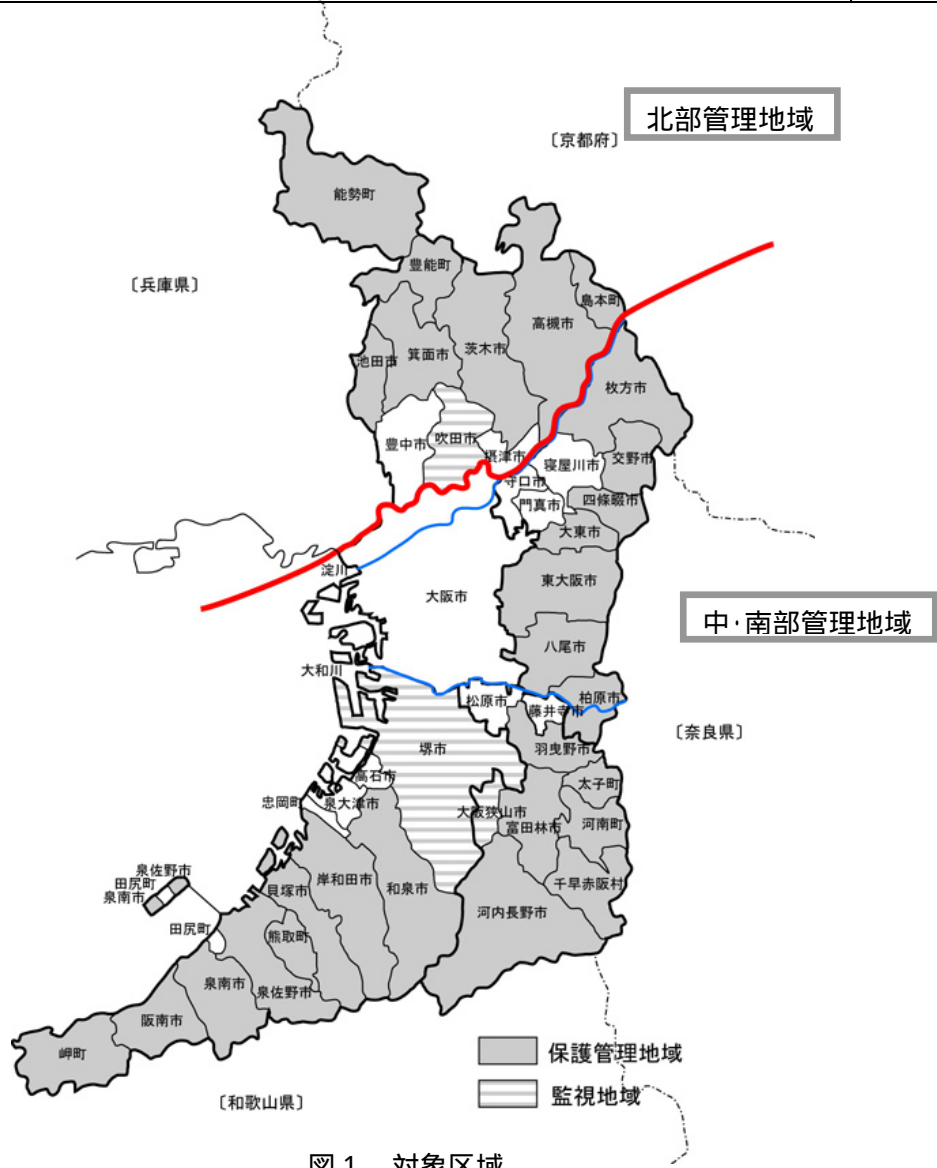 北部管理地域
〔京都府〕
能勢町
豊能町
〔兵庫県〕
島本町
高槻市
茨木市
箕面市
池田市
枚方市
豊中市
吹田市
摂津市
交野市
寝屋川市
守口市
門真市
四條畷市
大東市
淀川
東大阪市
大阪市
中・南部管理地域
八尾市
大和川
柏原市
松原市
藤井寺市
〔奈良県〕
堺市
羽曳野市
高石市
太子町
忠岡町
泉大津市
大阪狭山市
富田林市
河南町
泉佐野市
田尻町
泉南市
貝塚市
岸和田市
和泉市
千早赤阪村
河内長野市
田尻町
熊取町
泉南市
泉佐野市
阪南市
岬町
保護管理地域
監視地域
〔和歌山県〕
図1 対象区域